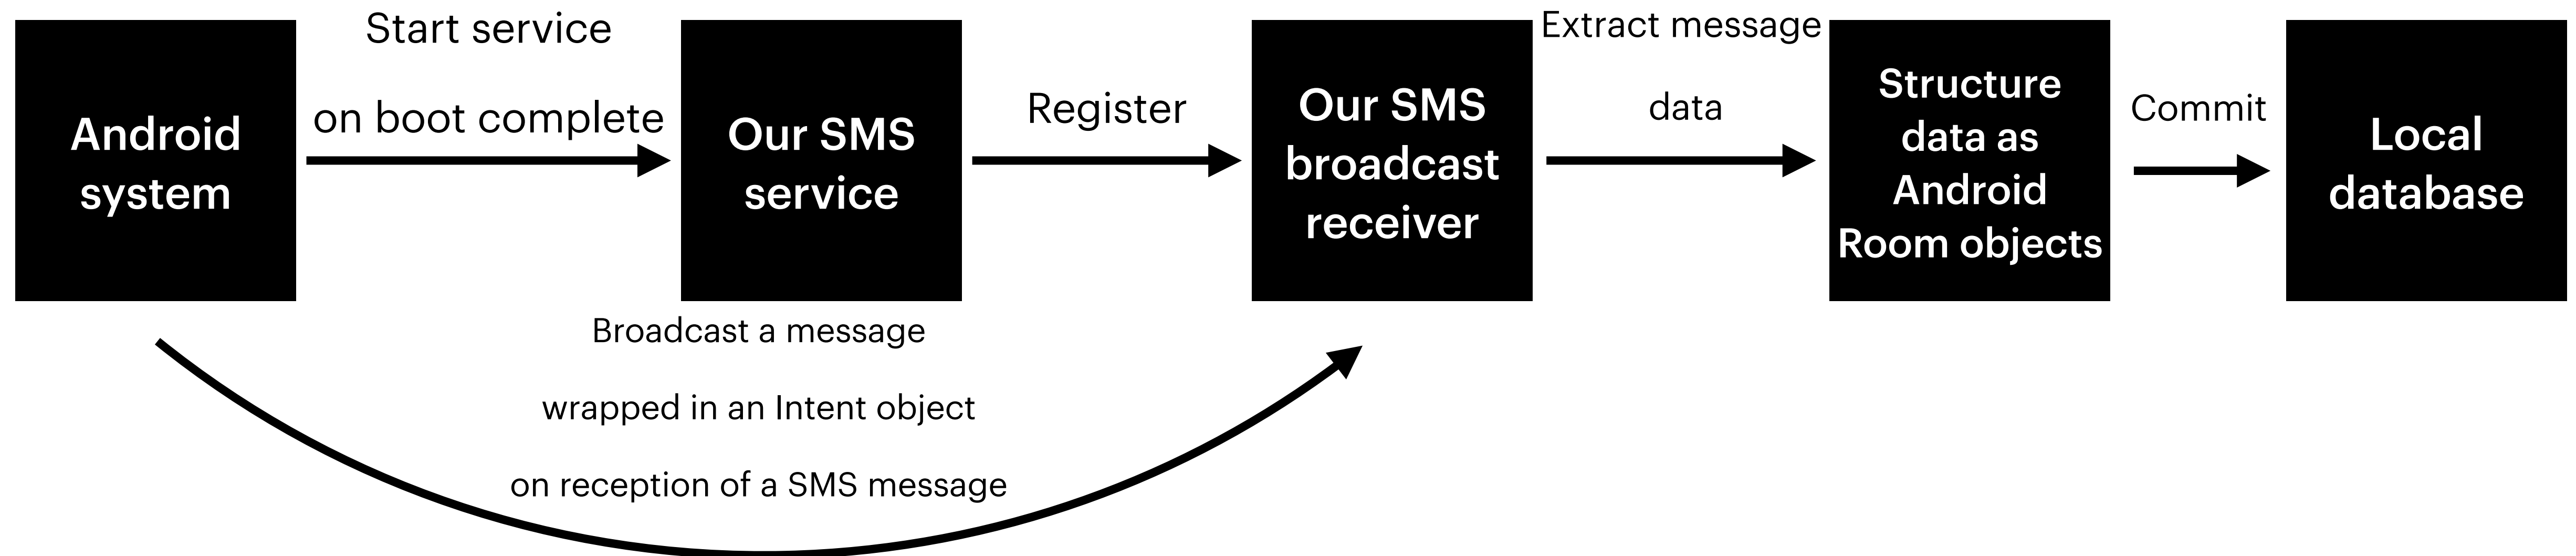 Android
system
Start service
on boot complete
Our SMS
service
Register
Our SMS
broadcast
receiver
Extract message
data
Structure
data as
Android
Room objects
Commit
Local
database
Broadcast a message
wrapped in an Intent object
on reception of a SMS message